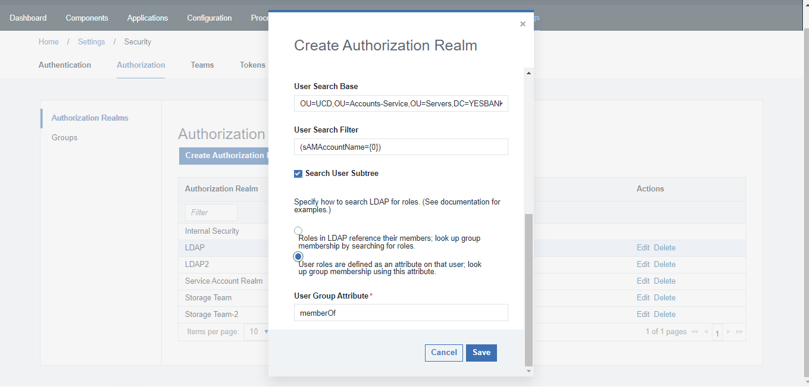 Dashboard Components Applications Configuration
×
Home / Settings / Security
Create Authorization Realm
Authentication Authorization Teams Tokens
User Search Base
OU=UCD,OU=Accounts-Service,OU=Servers,DC=YESBANK
Authorization Realms
User Search Filter
Groups
Authorization
(sAMAccountName={0})
Create Authorization
Search User Subtree
Authorization Realm
Actions
Specify how to search LDAP for roles. (See documentation for
examples.)
Filter
Internal Security
Roles in LDAP reference their members; look up group
membership by searching for roles.
LDAP Edit Delete
User roles are defined as an attribute on that user; look
up group membership using this attribute.
LDAP2 Edit Delete
Service Account Realm Edit Delete
User Group Attribute*
Storage Team Edit Delete
memberOf
Storage Team-2 Edit Delete
Items per page: 10 1 of 1 pages 1
Cancel Save